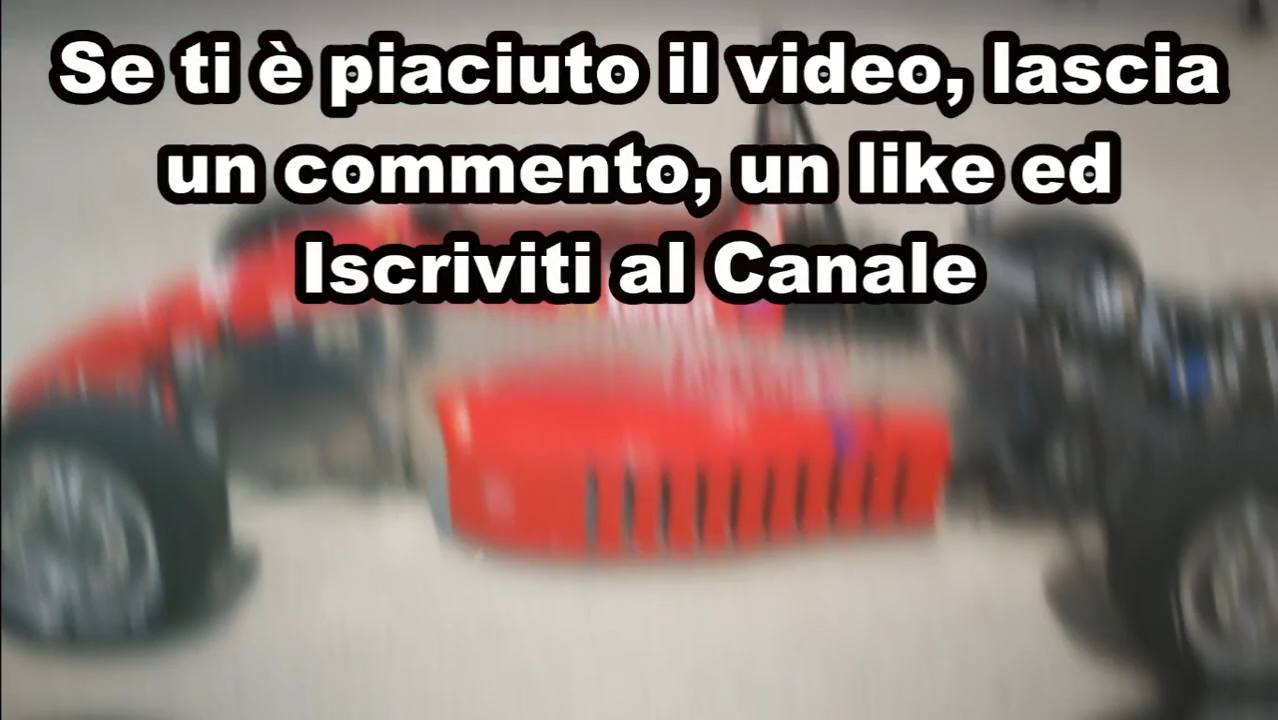 Se ti è piaciuto il video, lascia
un commento, un like ed
Iscriviti al Canale